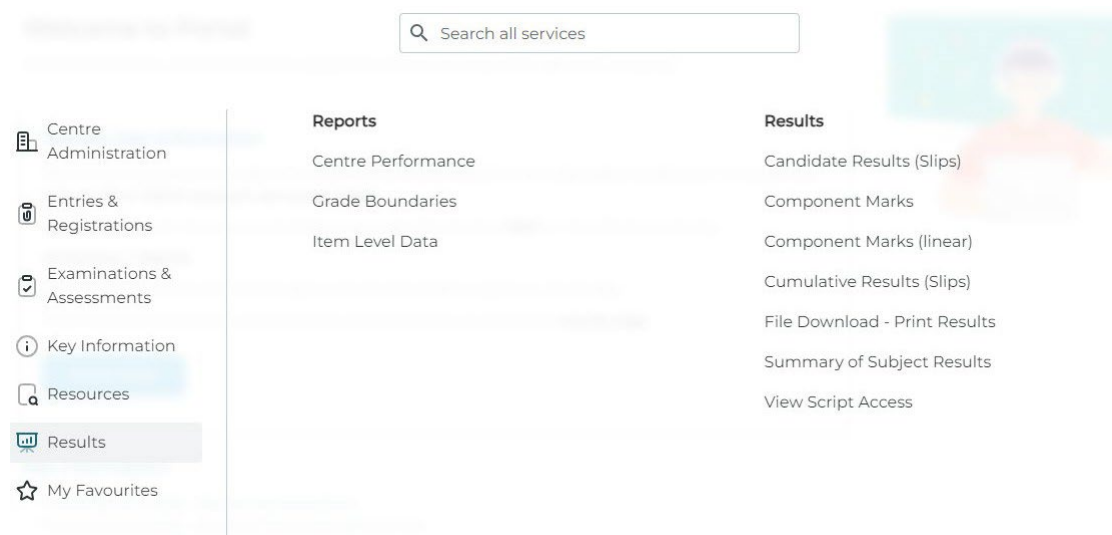 Search all services
Centre
Administration
Entries &
Registrations
Examinations &
Assessments
Key Information
Resources
Results
My Favourites
Reports
Centre Performance
Grade Boundaries
Item Level Data
Results
Candidate Results (Slips)
Component Marks
Component Marks (linear)
Cumulative Results (Slips)
File Download - Print Results
Summary of Subject Results
View Script Access